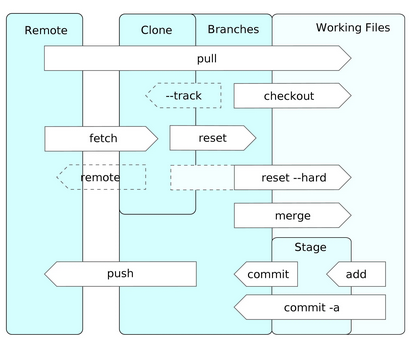 Remote
Clone
Branches
Working Files
pull
--track
checkout
fetch
reset
remote
reset --hard
merge
Stage
push
commit
add
commit -a